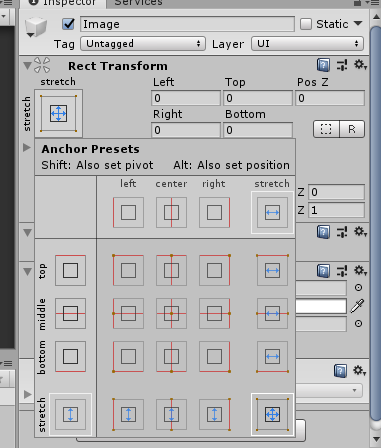 Inspector Services
Image Static
Tag Untagged Layer UI
Rect Transform
stretch Left Top Pos Z
stretch 0 0 0
Right Bottom
0 0 R
Anchor Presets
Shift: Also set pivot Alt: Also set position
left center right stretch
Z 0
Z 1
top
middle
bottom
stretch